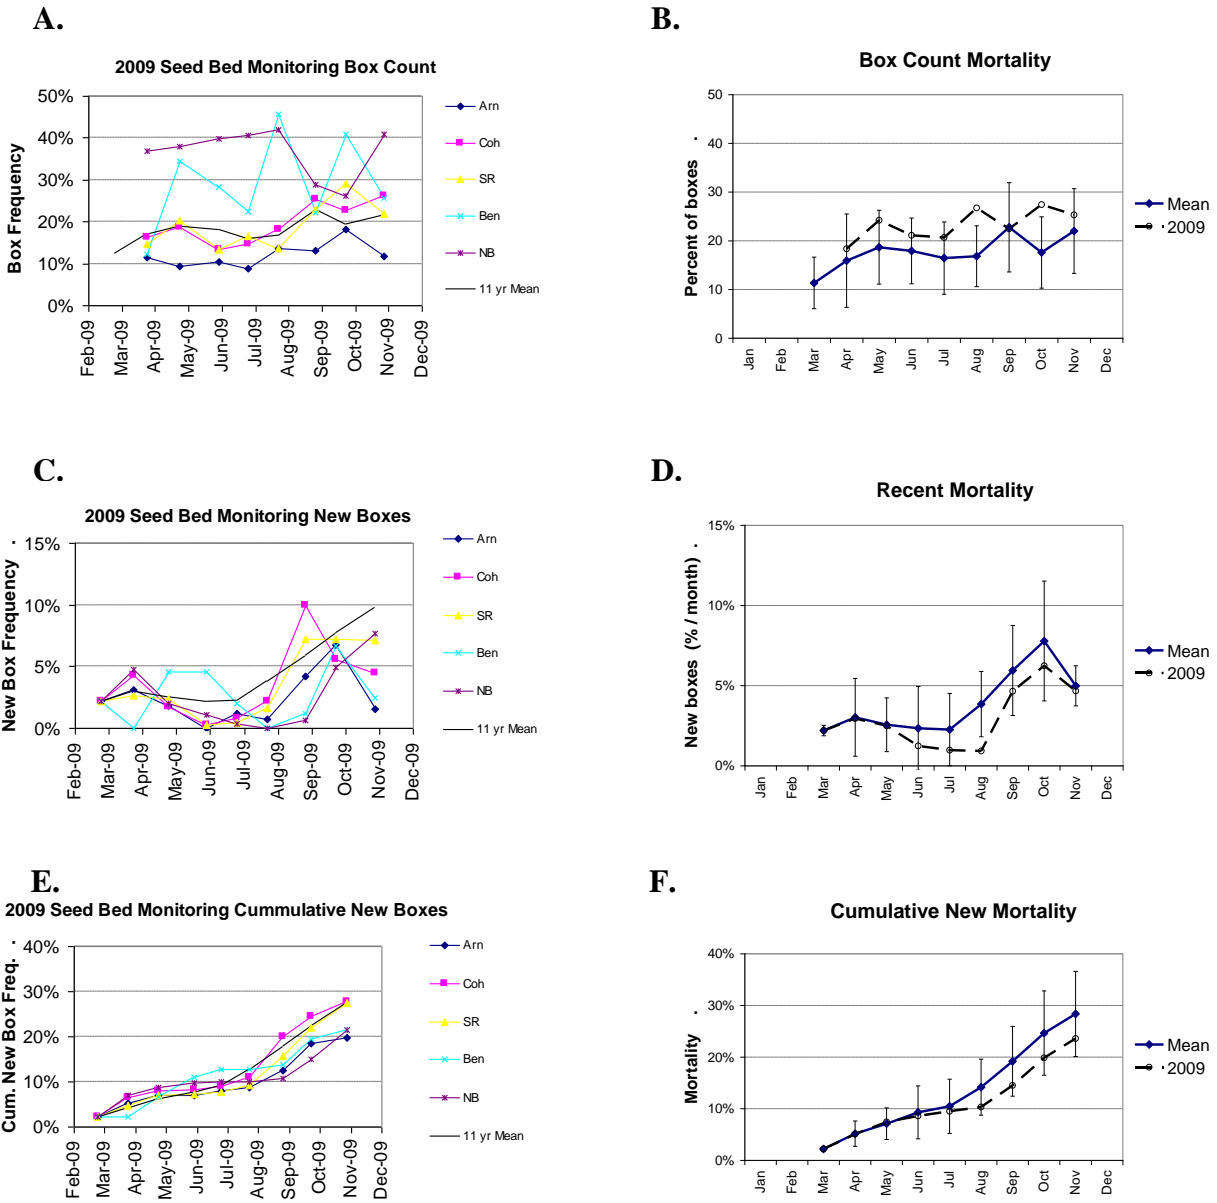 A.
2009 Seed Bed Monitoring Box Count
Box Frequency
50%
40%
30%
20%
10%
0%
Feb-09
Mar-09
Apr-09
May-09
Jun-09
Jul-09
Aug-09
Sep-09
Oct-09
Nov-09
Dec-09
Arn
Coh
SR
Ben
NB
11 yr Mean
B.
Box Count Mortality
Percent of boxes .
50
40
30
20
10
0
Jan
Feb
Mar
Apr
May
Jun
Jul
Aug
Sep
Oct
Nov
Dec
Mean
2009
C.
2009 Seed Bed Monitoring New Boxes
New Box Frequency .
15%
10%
5%
0%
Feb-09
Mar-09
Apr-09
May-09
Jun-09
Jul-09
Aug-09
Sep-09
Oct-09
Nov-09
Dec-09
Arn
Coh
SR
Ben
NB
11 yr Mean
D.
Recent Mortality
New boxes (% / month) .
15%
10%
5%
0%
Jan
Feb
Mar
Apr
May
Jun
Jul
Aug
Sep
Oct
Nov
Dec
Mean
2009
E.
2009 Seed Bed Monitoring Cummulative New Boxes
Cum. New Box Freq. .
40%
30%
20%
10%
0%
Feb-09
Mar-09
Apr-09
May-09
Jun-09
Jul-09
Aug-09
Sep-09
Oct-09
Nov-09
Dec-09
Arn
Coh
SR
Ben
NB
11 yr Mean
F.
Cumulative New Mortality
Mortality .
40%
30%
20%
10%
0%
Jan
Feb
Mar
Apr
May
Jun
Jul
Aug
Sep
Oct
Nov
Dec
Mean
2009